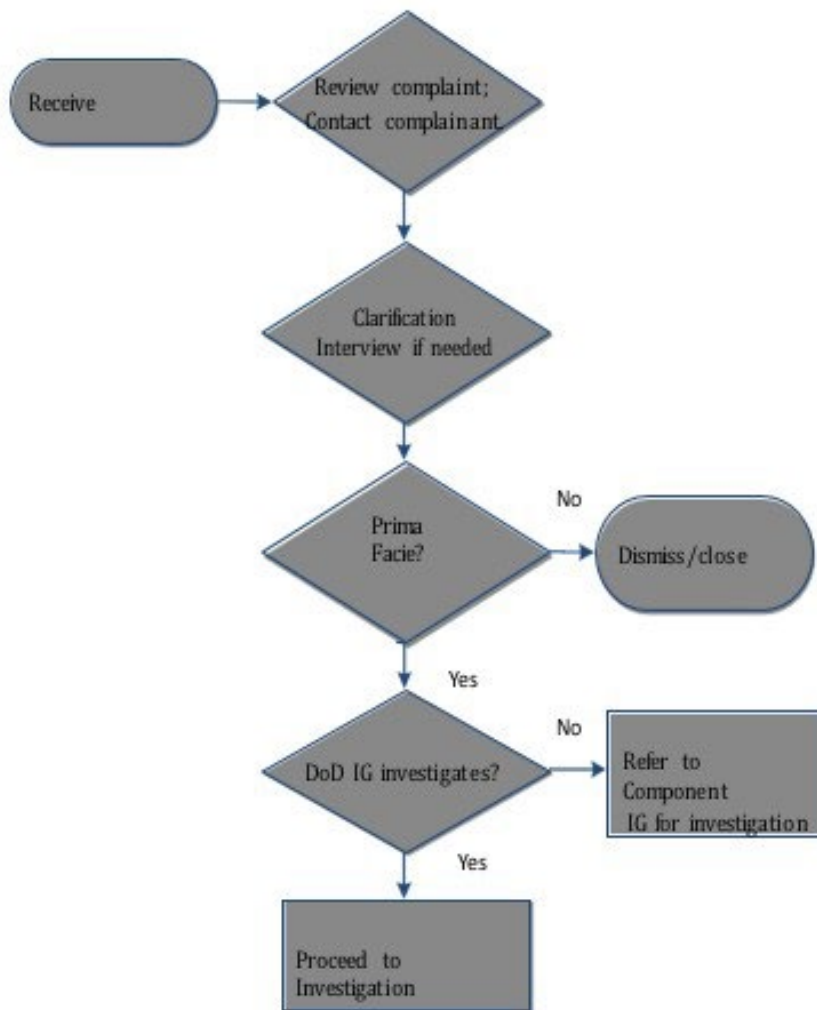 Receive
Review complaint;
Contact complainant.
Clarification
Interview if needed
Prima
Facie?
No
Dismiss/close
Yes
DoD IG investigates?
No
Refer to
Component
IG for investigation
Yes
Proceed to
Investigation